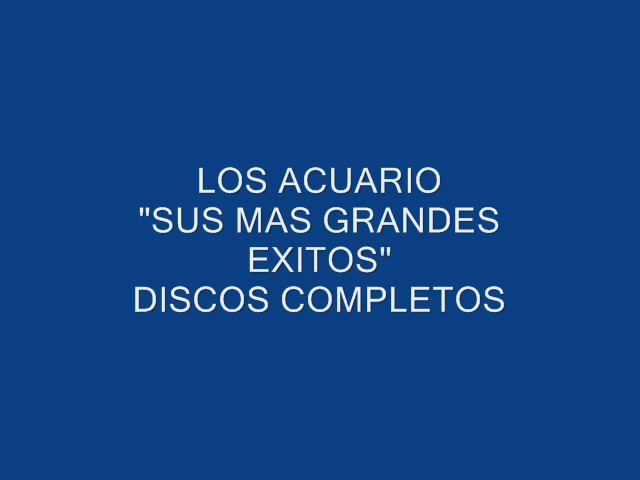 LOS ACUARIO
"SUS MAS GRANDES
EXITOS"
DISCOS COMPLETOS